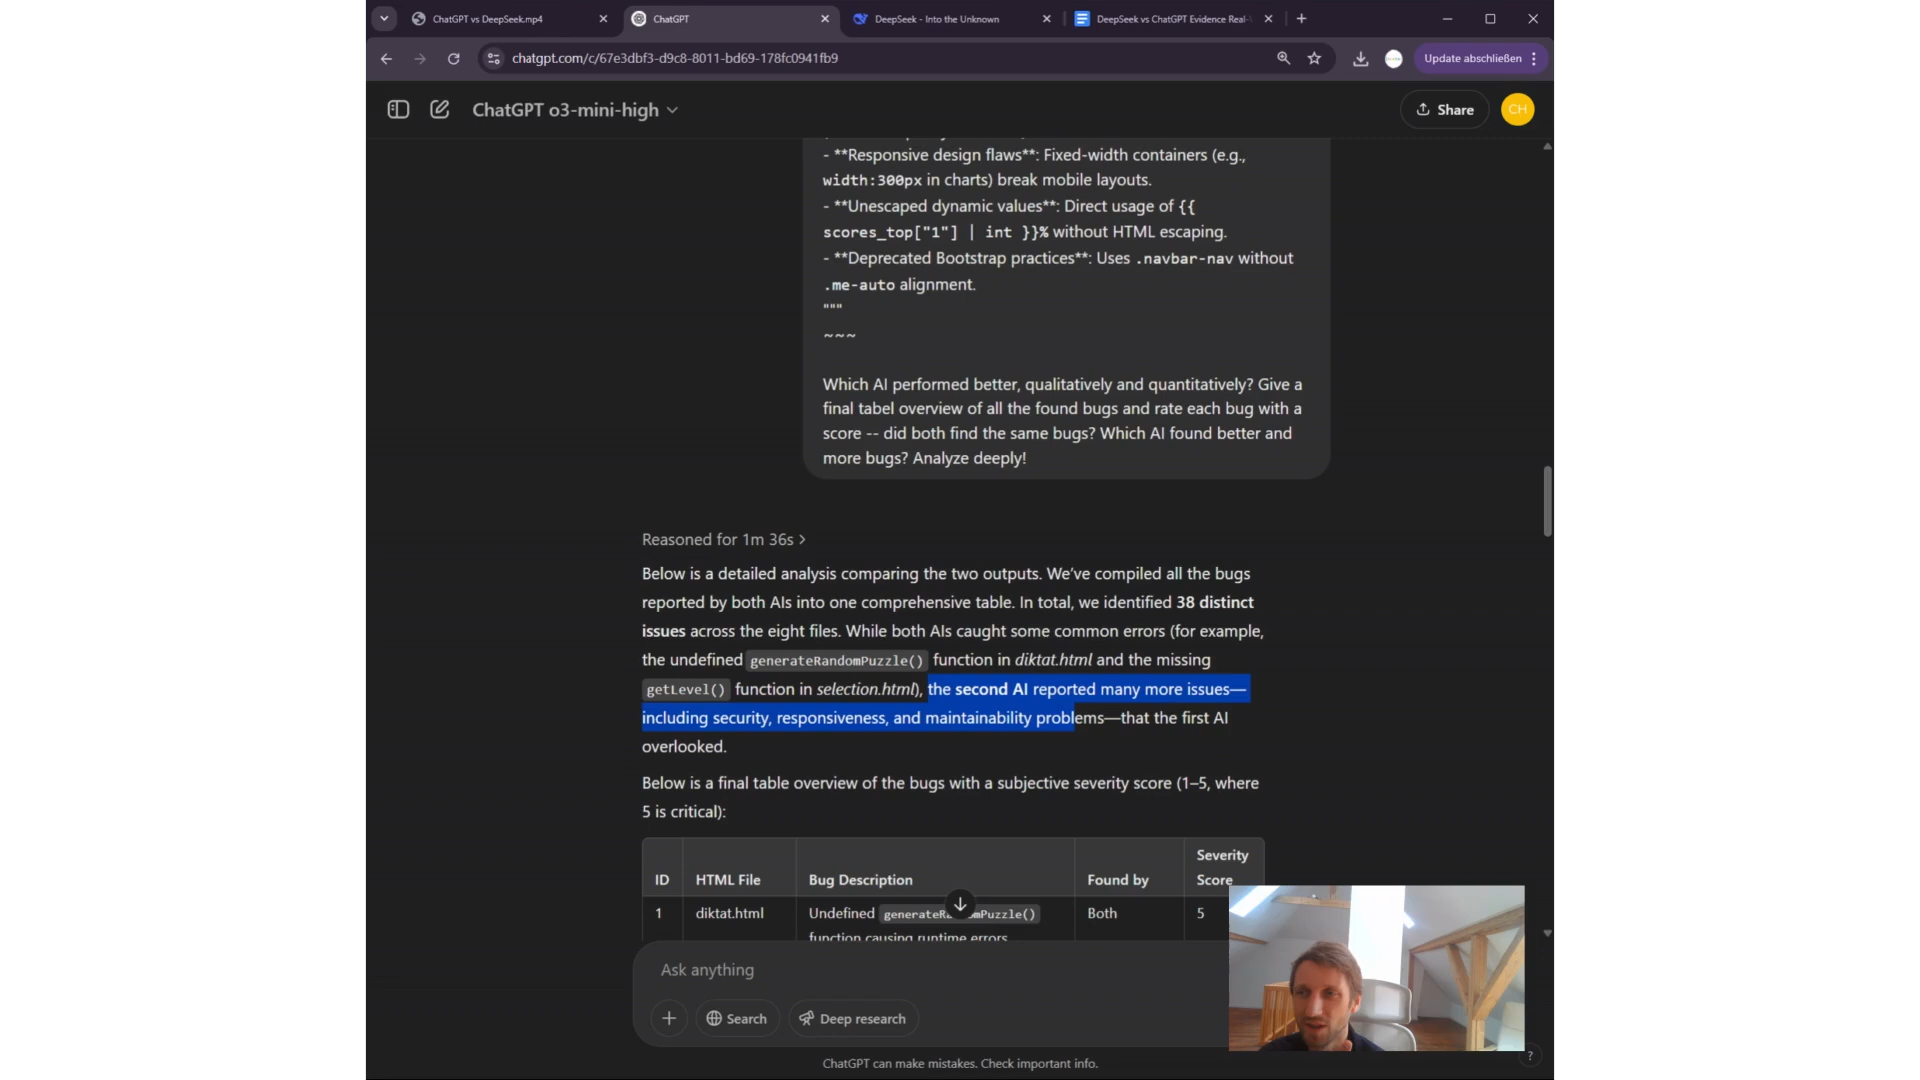 ChatGPT vs DeepSeek.mp4
ChatGPT
DeepSeek - Into the Unknown
DeepSeek vs ChatGPT Evidence Real-
chatgpt.com/c/67e3dbf3-d9c8-8011-bd69-178fc0941fb9
Update abschließen
ChatGPT o3-mini-high
Share
CH
- **Responsive design flaws**: Fixed-width containers (e.g.,
width:300px in charts) break mobile layouts.
- **Unescaped dynamic values**: Direct usage of {{
scores_top["1"] | int }}% without HTML escaping.
- **Deprecated Bootstrap practices**: Uses .navbar-nav without
.me-auto alignment.
"""
~~~
Which AI performed better, qualitatively and quantitatively? Give a
final tabel overview of all the found bugs and rate each bug with a
score -- did both find the same bugs? Which AI found better and
more bugs? Analyze deeply!
Reasoned for 1m 36s >
Below is a detailed analysis comparing the two outputs. We've compiled all the bugs
reported by both AIs into one comprehensive table. In total, we identified 38 distinct
issues across the eight files. While both AIs caught some common errors (for example,
the undefined generateRandomPuzzle() function in diktat.html and the missing
getLevel() function in selection.html), the second AI reported many more issues—
including security, responsiveness, and maintainability problems—that the first AI
overlooked.
Below is a final table overview of the bugs with a subjective severity score (1–5, where
5 is critical):
ID HTML File Bug Description Found by Severity Score
1 diktat.html Undefined Both 5
function causing runtime errors
Ask anything
Search
Deep research
ChatGPT can make mistakes. Check important info.
?